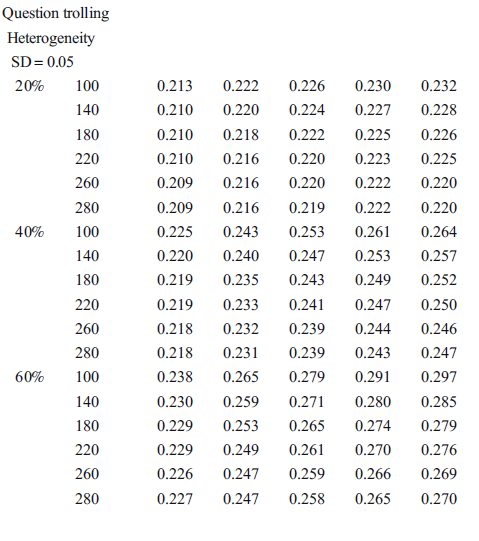 Question trolling
Heterogeneity
SD = 0.05
20% 100 0.213 0.222 0.226 0.230 0.232
140 0.210 0.220 0.224 0.227 0.228
180 0.210 0.218 0.222 0.225 0.226
220 0.210 0.216 0.220 0.223 0.225
260 0.209 0.216 0.220 0.222 0.220
280 0.209 0.216 0.219 0.222 0.220
40% 100 0.225 0.243 0.253 0.261 0.264
140 0.220 0.240 0.247 0.253 0.257
180 0.219 0.235 0.243 0.249 0.252
220 0.219 0.233 0.241 0.247 0.250
260 0.218 0.232 0.239 0.244 0.246
280 0.218 0.231 0.239 0.243 0.247
60% 100 0.238 0.265 0.279 0.291 0.297
140 0.230 0.259 0.271 0.280 0.285
180 0.229 0.253 0.265 0.274 0.279
220 0.229 0.249 0.261 0.270 0.276
260 0.226 0.247 0.259 0.266 0.269
280 0.227 0.247 0.258 0.265 0.270